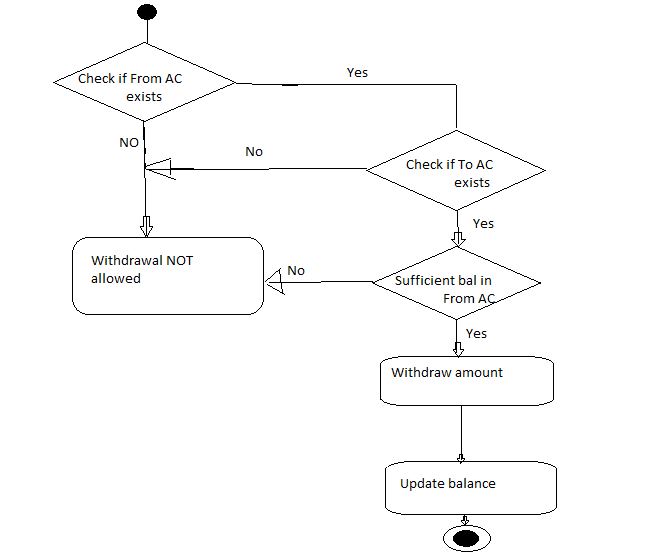 Check if From AC
exists
Yes
NO
No
Check if To AC
exists
Yes
Withdrawal NOT
allowed
No
Sufficient bal in
From AC
Yes
Withdraw amount
Update balance